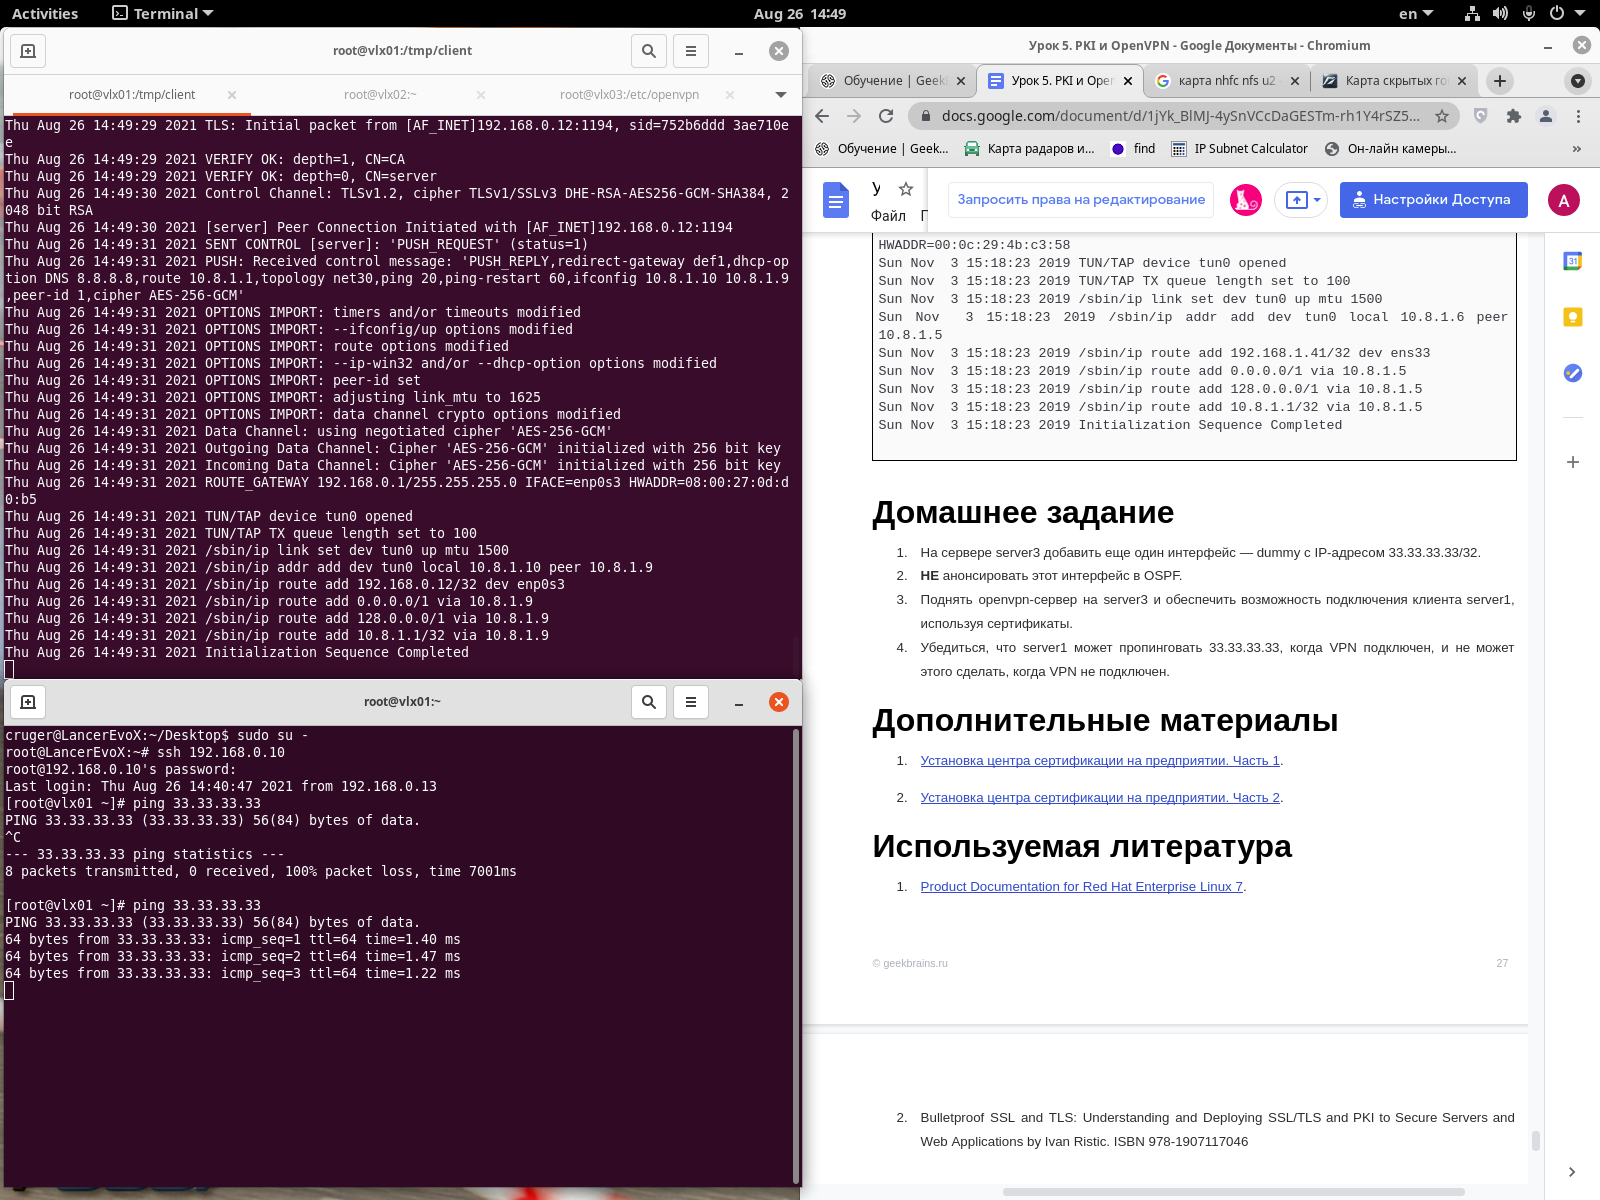 Activities
Terminal
Aug 26 14:49
en
root@vlx01:/tmp/client
root@vlx01:/tmp/client
root@vlx02:~
root@vlx03:/etc/openvpn
Thu Aug 26 14:49:29 2021 TLS: Initial packet from [AF_INET]192.168.0.12:1194, sid=752b6ddd 3ae710e
e
Thu Aug 26 14:49:29 2021 VERIFY OK: depth=1, CN=CA
Thu Aug 26 14:49:29 2021 VERIFY OK: depth=0, CN=server
Thu Aug 26 14:49:30 2021 Control Channel: TLSv1.2, cipher TLSv1/SSLv3 DHE-RSA-AES256-GCM-SHA384, 2
048 bit RSA
Thu Aug 26 14:49:30 2021 [server] Peer Connection Initiated with [AF_INET]192.168.0.12:1194
Thu Aug 26 14:49:31 2021 SENT CONTROL [server]: 'PUSH_REQUEST' (status=1)
Thu Aug 26 14:49:31 2021 PUSH: Received control message: 'PUSH_REPLY,redirect-gateway def1,dhcp-op
tion DNS 8.8.8.8,route 10.8.1.1,topology net30,ping 20,ping-restart 60,ifconfig 10.8.1.10 10.8.1.9
,peer-id 1,cipher AES-256-GCM'
Thu Aug 26 14:49:31 2021 OPTIONS IMPORT: timers and/or timeouts modified
Thu Aug 26 14:49:31 2021 OPTIONS IMPORT: --ifconfig/up options modified
Thu Aug 26 14:49:31 2021 OPTIONS IMPORT: route options modified
Thu Aug 26 14:49:31 2021 OPTIONS IMPORT: --ip-win32 and/or --dhcp-option options modified
Thu Aug 26 14:49:31 2021 OPTIONS IMPORT: peer-id set
Thu Aug 26 14:49:31 2021 OPTIONS IMPORT: adjusting link_mtu to 1625
Thu Aug 26 14:49:31 2021 OPTIONS IMPORT: data channel crypto options modified
Thu Aug 26 14:49:31 2021 Data Channel: using negotiated cipher 'AES-256-GCM'
Thu Aug 26 14:49:31 2021 Outgoing Data Channel: Cipher 'AES-256-GCM' initialized with 256 bit key
Thu Aug 26 14:49:31 2021 Incoming Data Channel: Cipher 'AES-256-GCM' initialized with 256 bit key
Thu Aug 26 14:49:31 2021 ROUTE_GATEWAY 192.168.0.1/255.255.255.0 IFACE=enp0s3 HWADDR=08:00:27:0d:d
0:b5
Thu Aug 26 14:49:31 2021 TUN/TAP device tun0 opened
Thu Aug 26 14:49:31 2021 TUN/TAP TX queue length set to 100
Thu Aug 26 14:49:31 2021 /sbin/ip link set dev tun0 up mtu 1500
Thu Aug 26 14:49:31 2021 /sbin/ip addr add dev tun0 local 10.8.1.10 peer 10.8.1.9
Thu Aug 26 14:49:31 2021 /sbin/ip route add 192.168.0.12/32 dev enp0s3
Thu Aug 26 14:49:31 2021 /sbin/ip route add 0.0.0.0/1 via 10.8.1.9
Thu Aug 26 14:49:31 2021 /sbin/ip route add 128.0.0.0/1 via 10.8.1.9
Thu Aug 26 14:49:31 2021 /sbin/ip route add 10.8.1.1/32 via 10.8.1.9
Thu Aug 26 14:49:31 2021 Initialization Sequence Completed
root@vlx01:~
cruger@LancerEvoX:~/Desktop$ sudo su -
root@LancerEvoX:~# ssh 192.168.0.10
root@192.168.0.10's password:
Last login: Thu Aug 26 14:40:47 2021 from 192.168.0.13
[root@vlx01 ~]# ping 33.33.33.33
PING 33.33.33.33 (33.33.33.33) 56(84) bytes of data.
^C
--- 33.33.33.33 ping statistics ---
8 packets transmitted, 0 received, 100% packet loss, time 7001ms
[root@vlx01 ~]# ping 33.33.33.33
PING 33.33.33.33 (33.33.33.33) 56(84) bytes of data.
64 bytes from 33.33.33.33: icmp_seq=1 ttl=64 time=1.40 ms
64 bytes from 33.33.33.33: icmp_seq=2 ttl=64 time=1.47 ms
64 bytes from 33.33.33.33: icmp_seq=3 ttl=64 time=1.22 ms
Урок 5. PKI и OpenVPN - Google Документы - Chromium
Обучение | Geek
Урок 5. PKI и Open
карта nhfc nfs u2 -
Карта скрытых го
docs.google.com/document/d/1jYk_BlMJ-4ySnVCcDaGESTm-rh1Y4rSZ5...
Обучение | Geek...
Карта радаров и...
find
IP Subnet Calculator
Он-лайн камеры...
»
У
Файл
Запросить права на редактирование
Настройки Доступа
A
31
HWADDR=00:0c:29:4b:c3:58
Sun Nov 3 15:18:23 2019 TUN/TAP device tun0 opened
Sun Nov 3 15:18:23 2019 TUN/TAP TX queue length set to 100
Sun Nov 3 15:18:23 2019 /sbin/ip link set dev tun0 up mtu 1500
Sun Nov 3 15:18:23 2019 /sbin/ip addr add dev tun0 local 10.8.1.6 peer
10.8.1.5
Sun Nov 3 15:18:23 2019 /sbin/ip route add 192.168.1.41/32 dev ens33
Sun Nov 3 15:18:23 2019 /sbin/ip route add 0.0.0.0/1 via 10.8.1.5
Sun Nov 3 15:18:23 2019 /sbin/ip route add 128.0.0.0/1 via 10.8.1.5
Sun Nov 3 15:18:23 2019 /sbin/ip route add 10.8.1.1/32 via 10.8.1.5
Sun Nov 3 15:18:23 2019 Initialization Sequence Completed
Домашнее задание
1. На сервере server3 добавить еще один интерфейс — dummy с IP-адресом 33.33.33.33/32.
2. НЕ анонсировать этот интерфейс в OSPF.
3. Поднять openvpn-сервер на server3 и обеспечить возможность подключения клиента server1,
используя сертификаты.
4. Убедиться, что server1 может пропинговать 33.33.33.33, когда VPN подключен, и не может
этого сделать, когда VPN не подключен.
Дополнительные материалы
1. Установка центра сертификации на предприятии. Часть 1.
2. Установка центра сертификации на предприятии. Часть 2.
Используемая литература
1. Product Documentation for Red Hat Enterprise Linux 7.
© geekbrains.ru
27
2. Bulletproof SSL and TLS: Understanding and Deploying SSL/TLS and PKI to Secure Servers and
Web Applications by Ivan Ristic. ISBN 978-1907117046